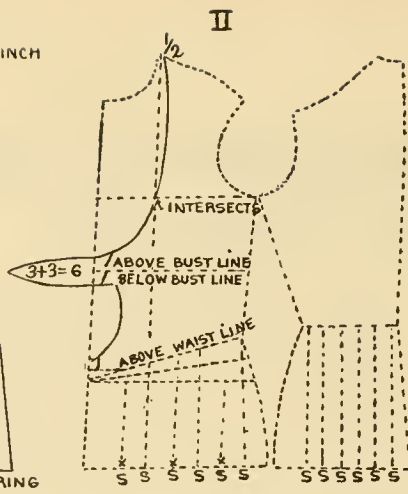 II
INCH
1/2
INTERSECTS
3+3=6
ABOVE BUST LINE
BELOW BUST LINE
ABOVE WAIST LINE
X X X
S S S S S S S S S S S S
RING